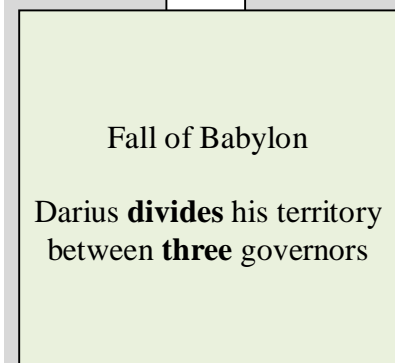 Fall of Babylon
Darius divides his territory
between three governors